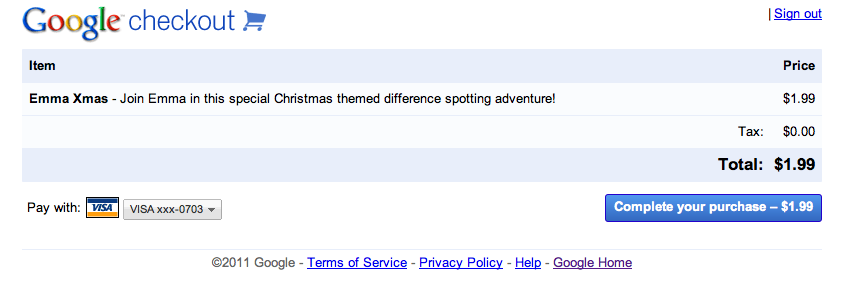 Google checkout
| Sign out
Item Price
Emma Xmas - Join Emma in this special Christmas themed difference spotting adventure! $1.99
Tax: $0.00
Total: $1.99
Pay with: VISA VISA xxx-0703 Complete your purchase – $1.99
©2011 Google - Terms of Service - Privacy Policy - Help - Google Home